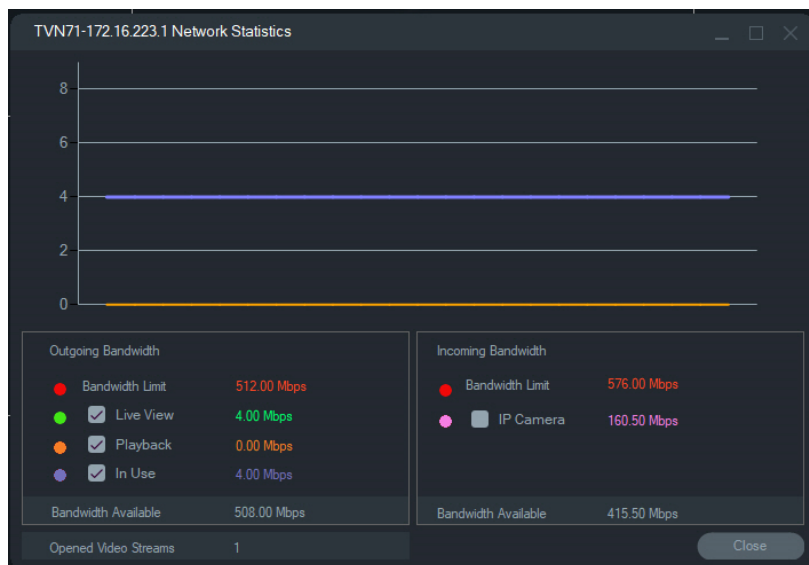 TVN71-172.16.223.1 Network Statistics
8
6
4
2
0
Outgoing Bandwidth
Bandwidth Limit 512.00 Mbps
Live View 4.00 Mbps
Playback 0.00 Mbps
In Use 4.00 Mbps
Bandwidth Available 508.00 Mbps
Opened Video Streams 1
Incoming Bandwidth
Bandwidth Limit 576.00 Mbps
IP Camera 160.50 Mbps
Bandwidth Available 415.50 Mbps
Close